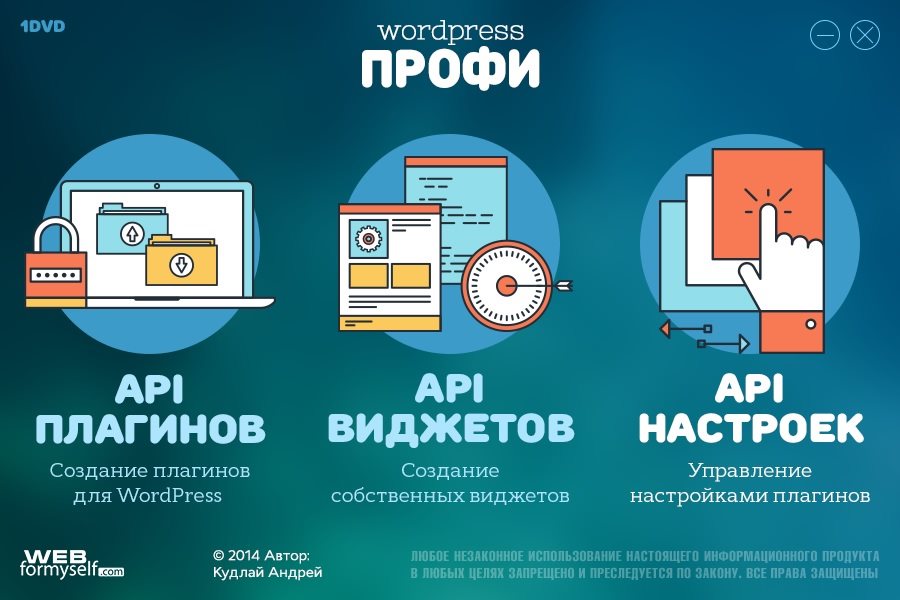 1DVD
wordpress
ПРОФИ
API
ПЛАГИНОВ
Создание плагинов
для WordPress
API
ВИДЖЕТОВ
Создание
собственных виджетов
API
НАСТРОЕК
Управление
настройками плагинов
WEB
formyself.com
© 2014 Автор:
Кудлай Андрей
ЛЮБОЕ НЕЗАКОННОЕ ИСПОЛЬЗОВАНИЕ НАСТОЯЩЕГО ИНФОРМАЦИОННОГО ПРОДУКТА
В ЛЮБЫХ ЦЕЛЯХ ЗАПРЕЩЕНО И ПРЕСЛЕДУЕТСЯ ПО ЗАКОНУ. ВСЕ ПРАВА ЗАЩИЩЕНЫ